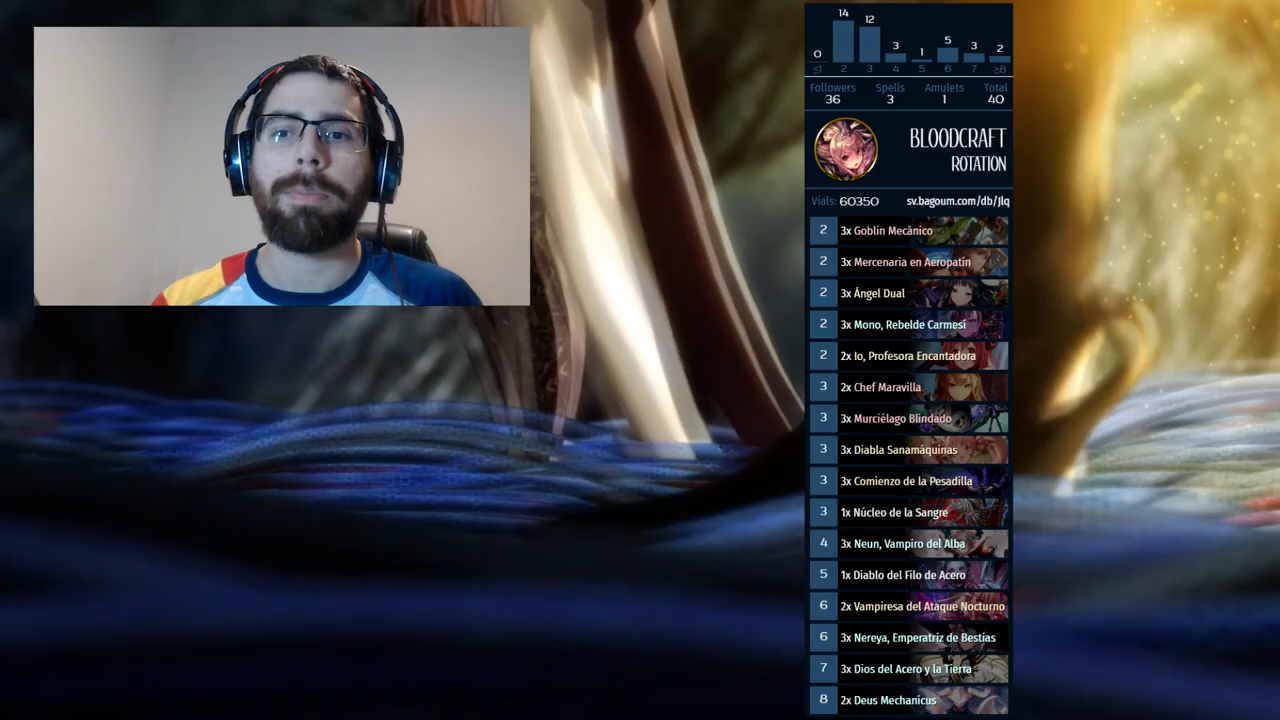 14
12
5
3
3
2
1
0
≤1 2 3 4 5 6 7 ≥8
Followers Spells Amulets Total
36 3 1 40
BLOODCRAFT
ROTATION
Vials: 60350 sv.bagoum.com/db/Jlq
2 3x Goblin Mecánico
2 3x Mercenaria en Aeropatín
2 3x Ángel Dual
2 3x Mono, Rebelde Carmesí
2 2x Io, Profesora Encantadora
3 2x Chef Maravilla
3 3x Murciélago Blindado
3 3x Diabla Sanamáquinas
3 3x Comienzo de la Pesadilla
3 1x Núcleo de la Sangre
4 3x Neun, Vampiro del Alba
5 1x Diablo del Filo de Acero
6 2x Vampiresa del Ataque Nocturno
6 3x Nereya, Emperatriz de Bestias
7 3x Dios del Acero y la Tierra
8 2x Deus Mechanicus